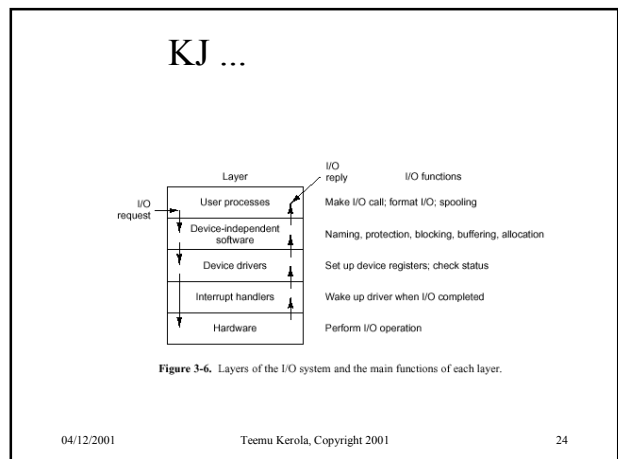 KJ ...
Layer
I/O
reply
I/O functions
I/O
request
User processes
Make I/O call; format I/O; spooling
Device-independent
software
Naming, protection, blocking, buffering, allocation
Device drivers
Set up device registers; check status
Interrupt handlers
Wake up driver when I/O completed
Hardware
Perform I/O operation
Figure 3-6. Layers of the I/O system and the main functions of each layer.
04/12/2001 Teemu Kerola, Copyright 2001 24